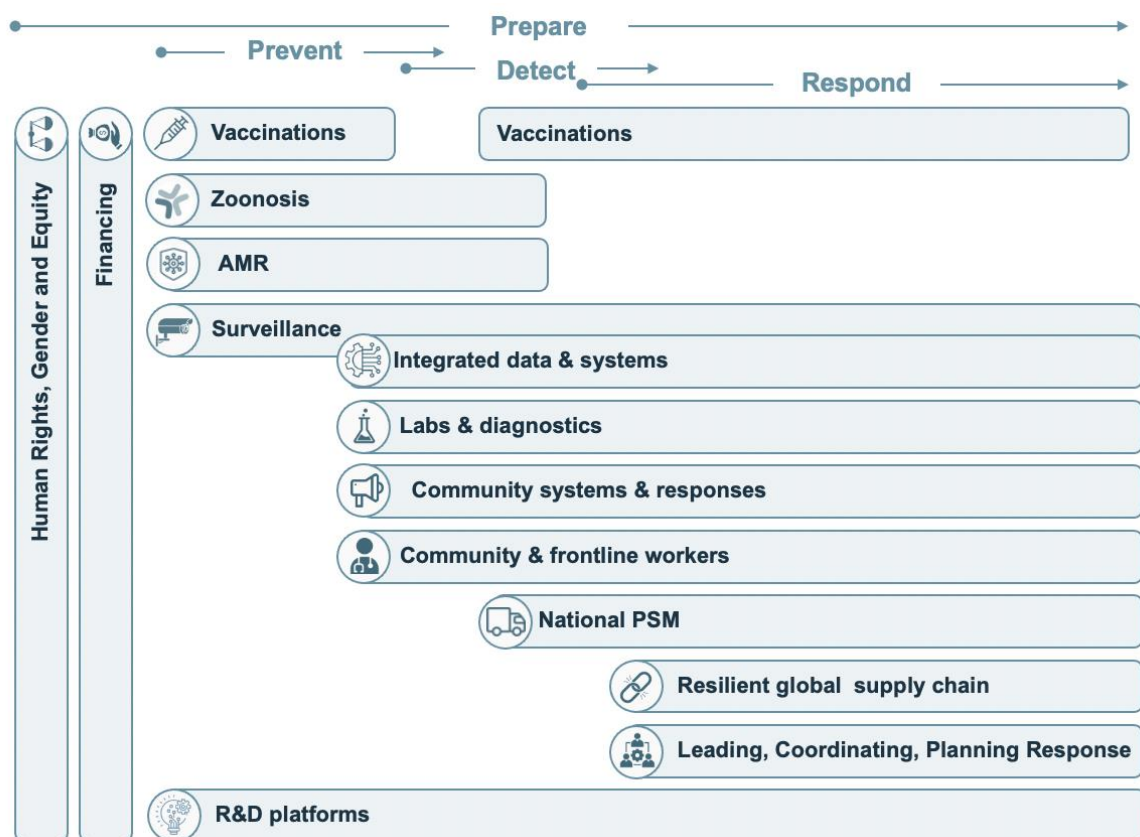 Prepare
Prevent
Detect
Respond
Human Rights, Gender and Equity
Financing
Vaccinations
Vaccinations
Zoonosis
AMR
Surveillance
Integrated data & systems
Labs & diagnostics
Community systems & responses
Community & frontline workers
National PSM
Resilient global supply chain
Leading, Coordinating, Planning Response
R&D platforms